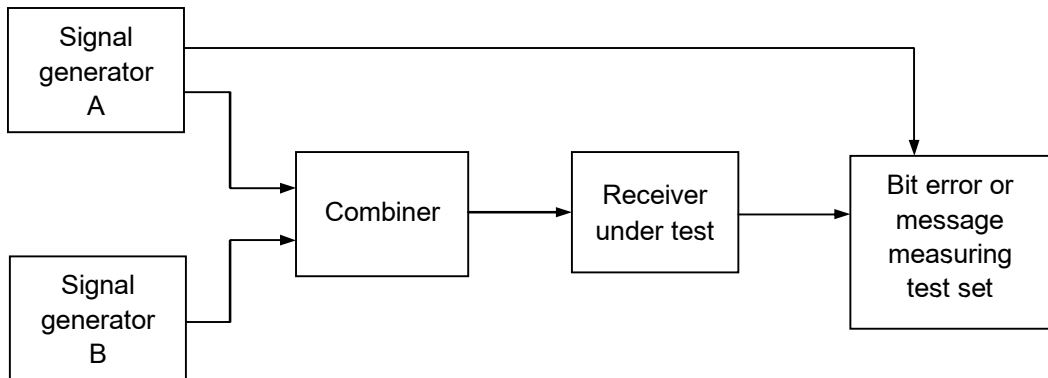 Signal
generator
A
Combiner
Receiver
under test
Bit error or
message
measuring
test set
Signal
generator
B